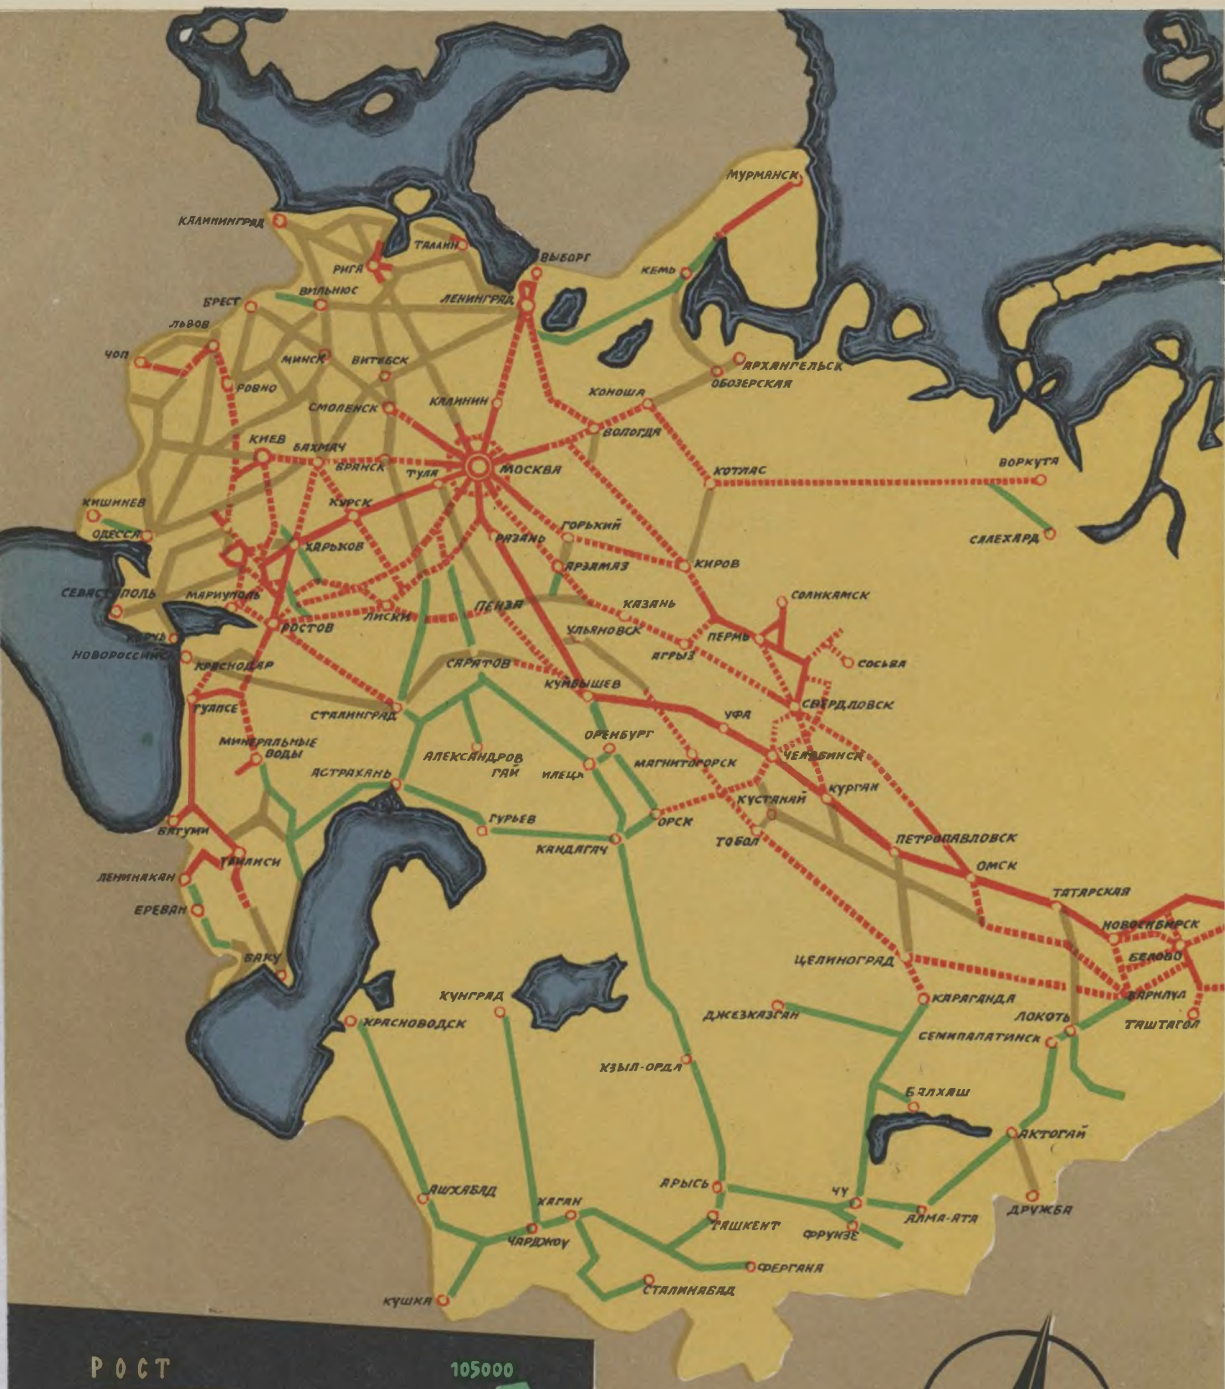 МУРМАНСК
КАЛИНИНГРАД
ТАЛЛИН
ВЫБОРГ
РИГА
КЕМЬ
ВИЛЬНЮС
БРЕСТ
ЛЕНИНГРАД
ЛЬВОВ
ЧОП
МИНСК
ВИТЕБСК
АРХАНГЕЛЬСК
ОБОЗЕРСКАЯ
РОВНО
КОНОША
СМОЛЕНСК
КАЛИНИН
ВОЛОГДА
КИЕВ
БАХМАЧ
БРЯНСК
ТУЛА
МОСКВА
КОТЛАС
ВОРКУТА
КИШИНЕВ
КУРСК
ГОРЬКИЙ
ОДЕССА
ХАРЬКОВ
РЯЗАНЬ
САЛЕХАРД
АРЗАМАЗ
КИРОВ
СЕВАСТОПОЛЬ
МАРИУПОЛЬ
ЛИСКИ
ПЕНЗА
КАЗАНЬ
СОЛИКАМСК
РОСТОВ
УЛЬЯНОВСК
ПЕРМЬ
КЕРЧЬ
НОВОРОССИЙСК
КРАСНОДАР
САРАТОВ
АГРЫЗ
СОСЬВА
КУЙБЫШЕВ
ТУАПСЕ
СТАЛИНГРАД
УФА
СВЕРДЛОВСК
МИНЕРАЛЬНЫЕ
ВОДЫ
ОРЕНБУРГ
АЛЕКСАНДРОВ
ГАЙ
ИЛЕЦК
МАГНИТОГОРСК
ЧЕЛЯБИНСК
АСТРАХАНЬ
КУСТАНАЙ
КУРГАН
ГУРЬЕВ
ОРСК
БАТУМИ
КАНДАГАЧ
ТОБОЛ
ПЕТРОПАВЛОВСК
ТБИЛИСИ
ОМСК
ЛЕНИНАКАН
ТАТАРСКАЯ
ЕРЕВАН
НОВОСИБИРСК
БАКУ
ЦЕЛИНОГРАД
БЕЛОВО
КУНГРАД
КАРАГАНДА
БАРНАУЛ
КРАСНОВОДСК
ДЖЕЗКАЗГАН
ЛОКОТЬ
ТАШТАГОЛ
СЕМИПАЛАТИНСК
КЗЫЛ-ОРДА
БАЛХАШ
АКТОГАЙ
АШХАБАД
КАГАН
АРЫСЬ
ЧУ
ТАШКЕНТ
АЛМА-АТА
ДРУЖБА
ЧАРДЖОУ
ФРУНЗЕ
ФЕРГАНА
КУШКА
СТАЛИНАБАД
РОСТ
105000